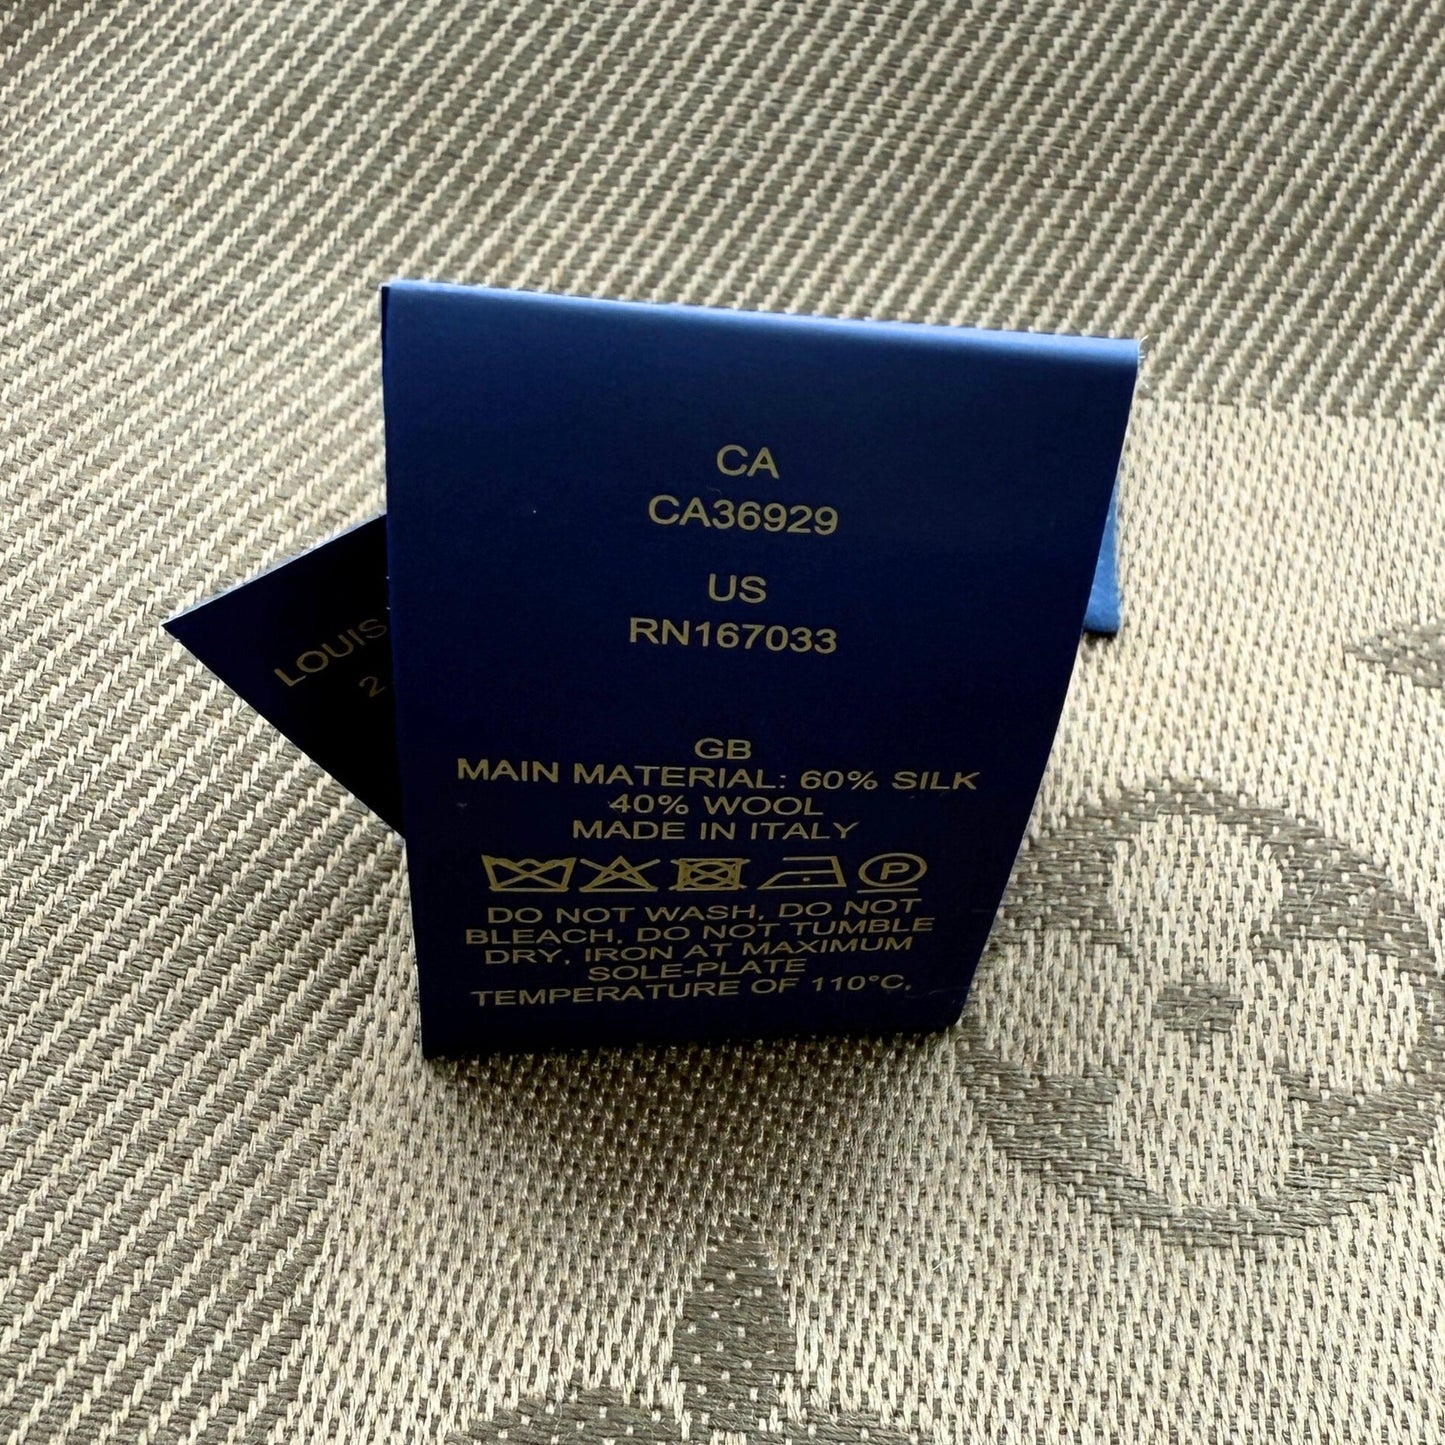 CA
CA36929
US
RN167033
GB
MAIN MATERIAL: 60% SILK
40% WOOL
MADE IN ITALY
P
DO NOT WASH, DO NOT
BLEACH, DO NOT TUMBLE
DRY, IRON AT MAXIMUM
SOLE-PLATE
TEMPERATURE OF 110°C,
LOUIS
2